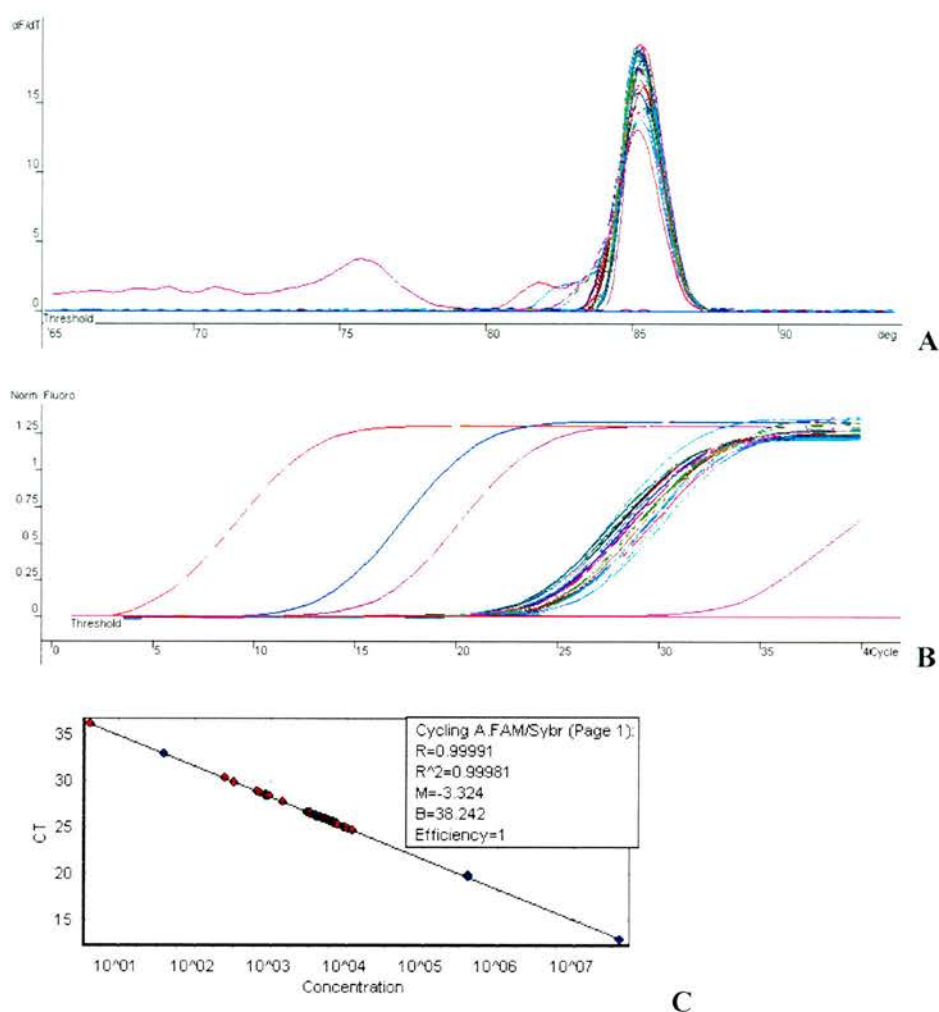 dF/dT
15
10
5
0
Threshold
65 70 75 80 85 90 deg
A
Norm. Fluoro
1.25
1
0.75
0.5
0.25
0
Threshold
0 5 10 15 20 25 30 35 4 Cycle
B
Cycling A.FAM/Sybr (Page 1):
R=0.99991
R^2=0.99981
M=-3.324
B=38.242
Efficiency=1
35
30
25
20
15
CT
10^01 10^02 10^03 10^04 10^05 10^06 10^07
Concentration
C